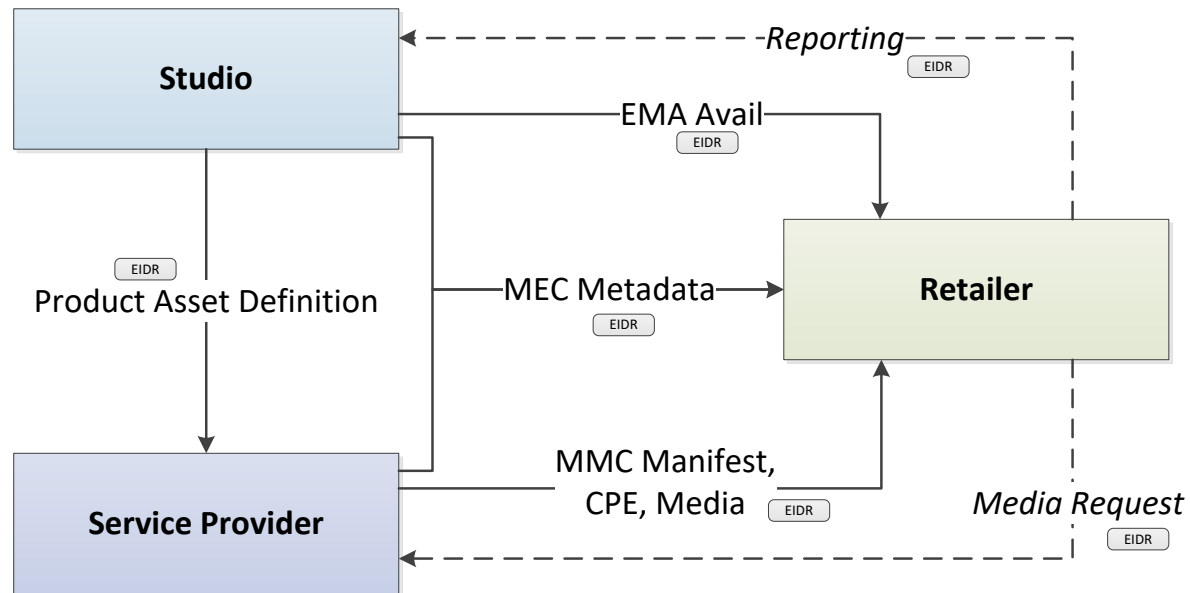 Reporting
EIDR
Studio
EMA Avail
EIDR
EIDR
Product Asset Definition
MEC Metadata
EIDR
Retailer
MMC Manifest,
CPE, Media
EIDR
Service Provider
Media Request
EIDR